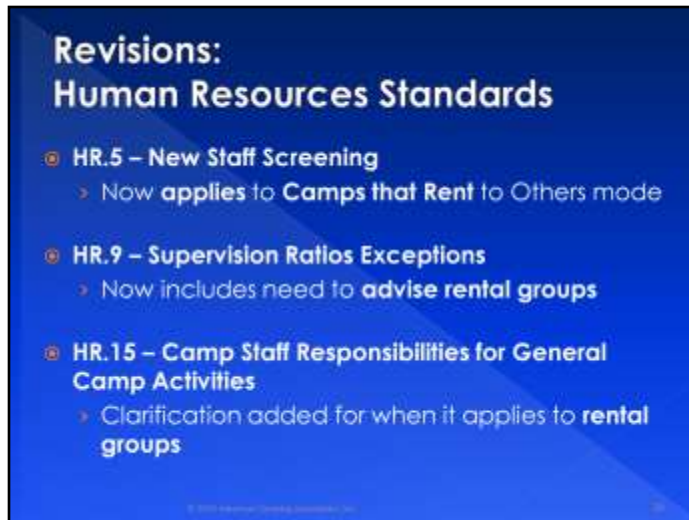 Revisions:
Human Resources Standards
HR.5 – New Staff Screening
Now applies to Camps that Rent to Others mode
HR.9 – Supervision Ratios Exceptions
Now includes need to advise rental groups
HR.15 – Camp Staff Responsibilities for General
Camp Activities
Clarification added for when it applies to rental
groups